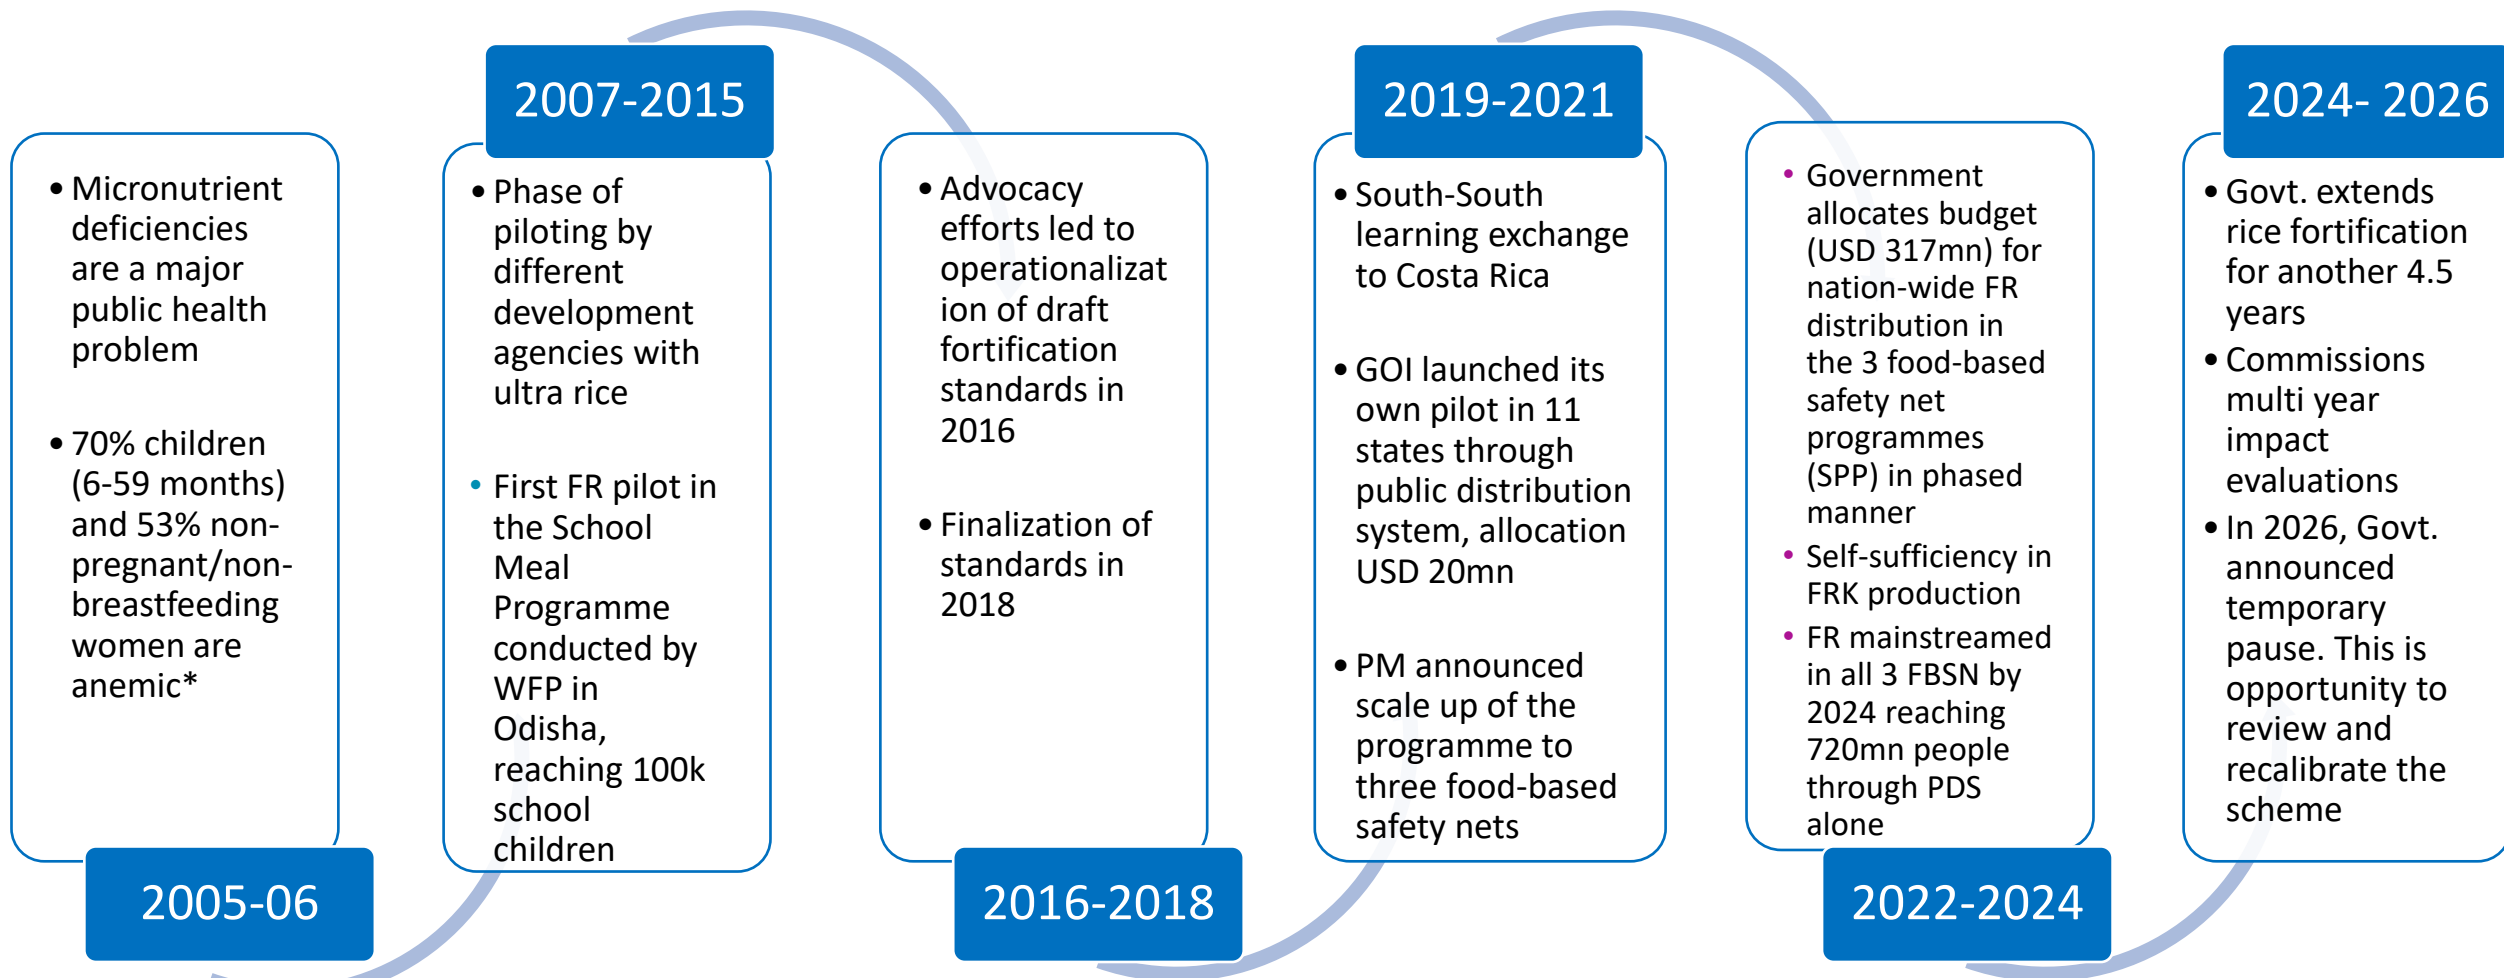 2005-06
• Micronutrient
deficiencies
are a major
public health
problem
• 70% children
(6-59 months)
and 53% non-
pregnant/non-
breastfeeding
women are
anemic*
2007-2015
• Phase of
piloting by
different
development
agencies with
ultra rice
• First FR pilot in
the School
Meal
Programme
conducted by
WFP in
Odisha,
reaching 100k
school
children
2016-2018
• Advocacy
efforts led to
operationalizat
ion of draft
fortification
standards in
2016
• Finalization of
standards in
2018
2019-2021
• South-South
learning exchange
to Costa Rica
• GOI launched its
own pilot in 11
states through
public distribution
system, allocation
USD 20mn
• PM announced
scale up of the
programme to
three food-based
safety nets
2022-2024
• Government
allocates budget
(USD 317mn) for
nation-wide FR
distribution in
the 3 food-based
safety net
programmes
(SPP) in phased
manner
• Self-sufficiency in
FRK production
• FR mainstreamed
in all 3 FBSN by
2024 reaching
720mn people
through PDS
alone
2024- 2026
• Govt. extends
rice fortification
for another 4.5
years
• Commissions
multi year
impact
evaluations
• In 2026, Govt.
announced
temporary
pause. This is
opportunity to
review and
recalibrate the
scheme